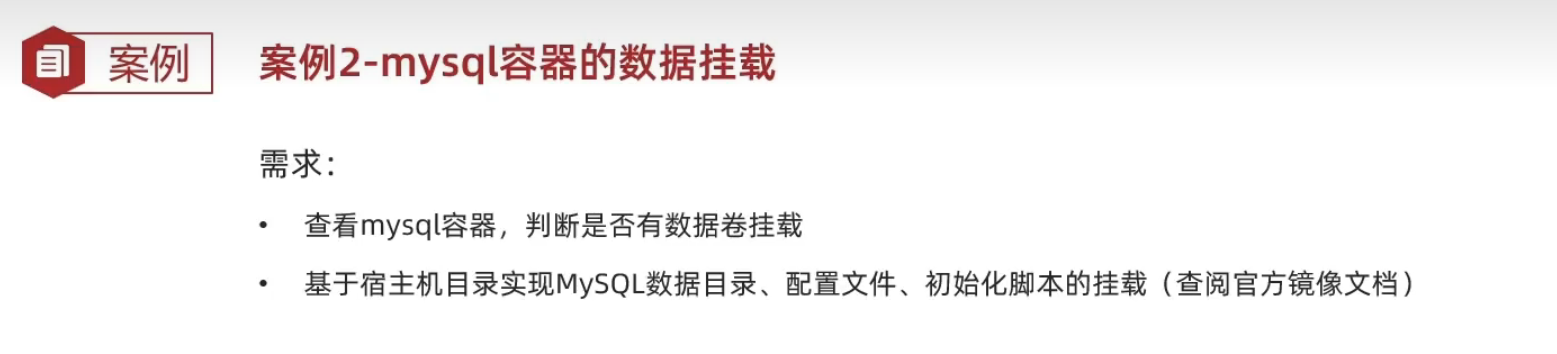 案例
案例2-mysql容器的数据挂载
需求：
• 查看mysql容器，判断是否有数据卷挂载
• 基于宿主机目录实现MySQL数据目录、配置文件、初始化脚本的挂载（查阅官方镜像文档）